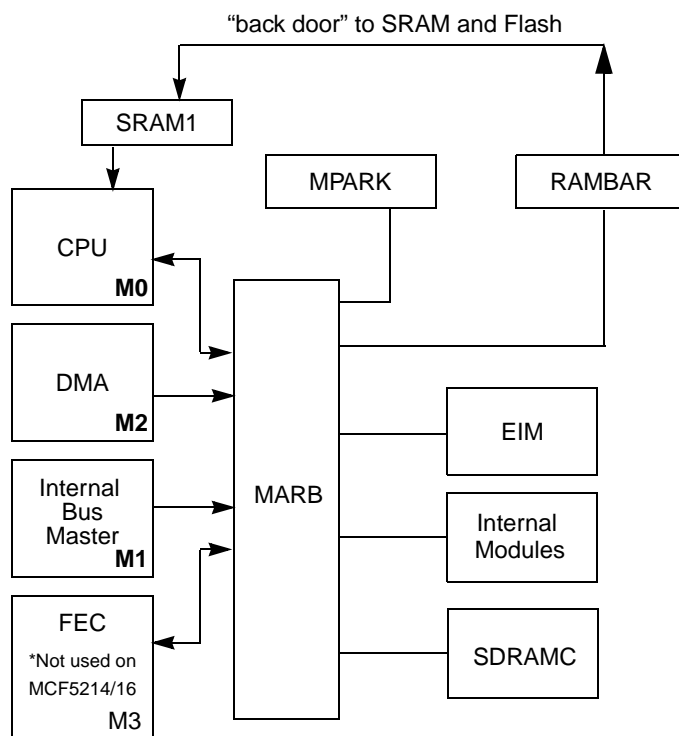 “back door” to SRAM and Flash
SRAM1
MPARK
RAMBAR
CPU
M0
DMA
M2
Internal
Bus
Master
M1
FEC
*Not used on
MCF5214/16
M3
MARB
EIM
Internal
Modules
SDRAMC